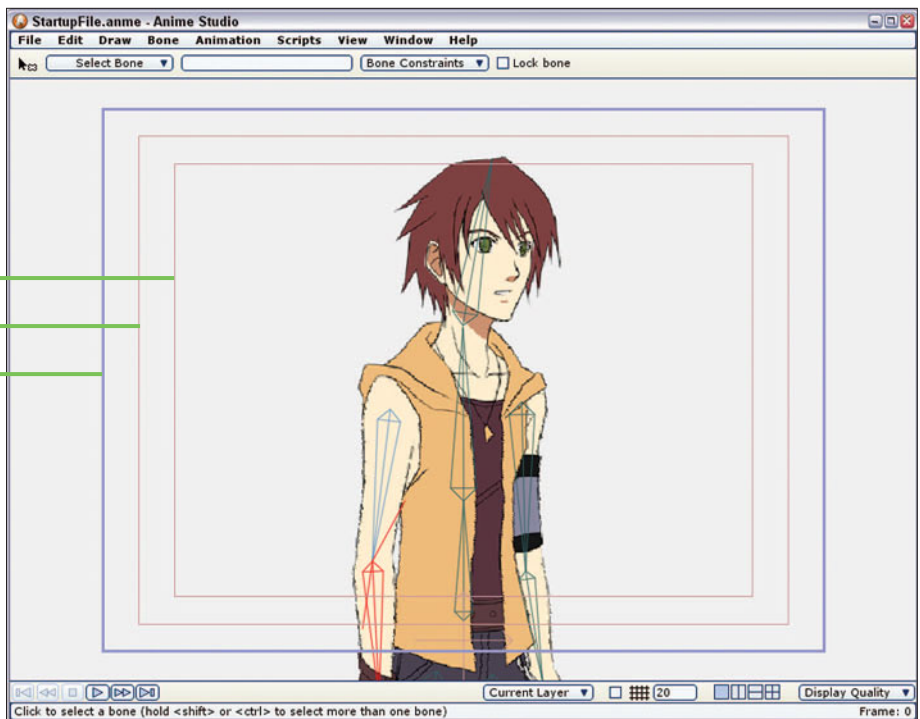 StartupFile.anme - Anime Studio
File Edit Draw Bone Animation Scripts View Window Help
Select Bone Bone Constraints Lock bone
Current Layer 20 Display Quality
Click to select a bone (hold <shift> or <ctrl> to select more than one bone) Frame: 0